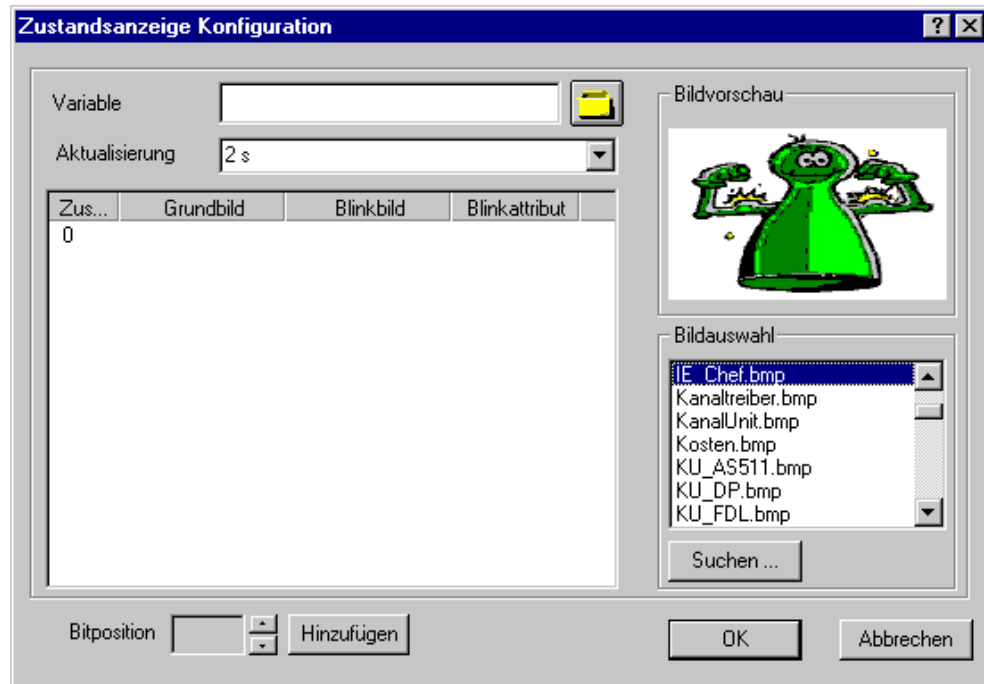 Zustandsanzeige Konfiguration
Variable
Aktualisierung
2 s
Zus... Grundbild Blinkbild Blinkattribut
0
Bildvorschau
Bildauswahl
IE_Chef.bmp
Kanaltreiber.bmp
KanalUnit.bmp
Kosten.bmp
KU_AS511.bmp
KU_DP.bmp
KU_FDL.bmp
Suchen ...
Bitposition
Hinzufügen
OK
Abbrechen